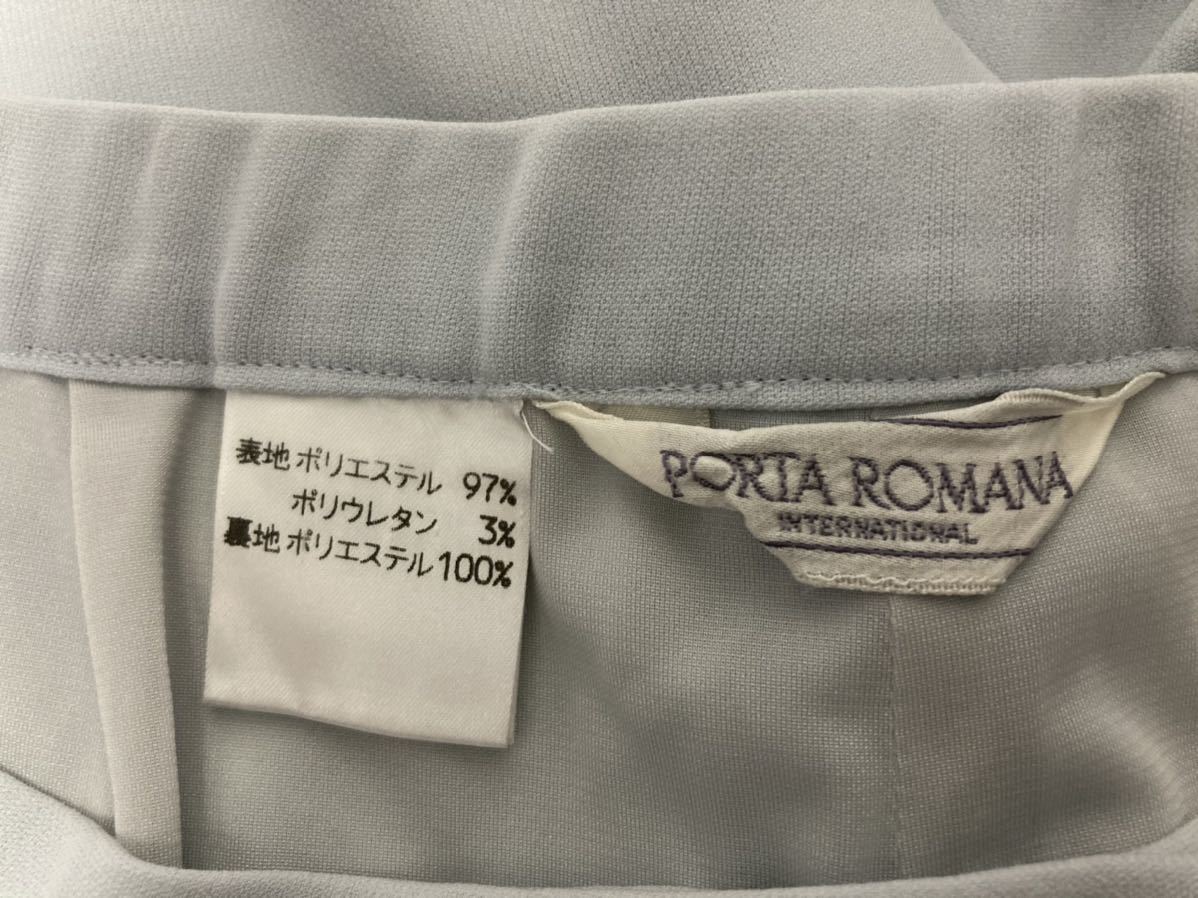 表地 ポリエステル 97%
ポリウレタン 3%
裏地 ポリエステル 100%
PORTA ROMANA
INTERNATIONAL